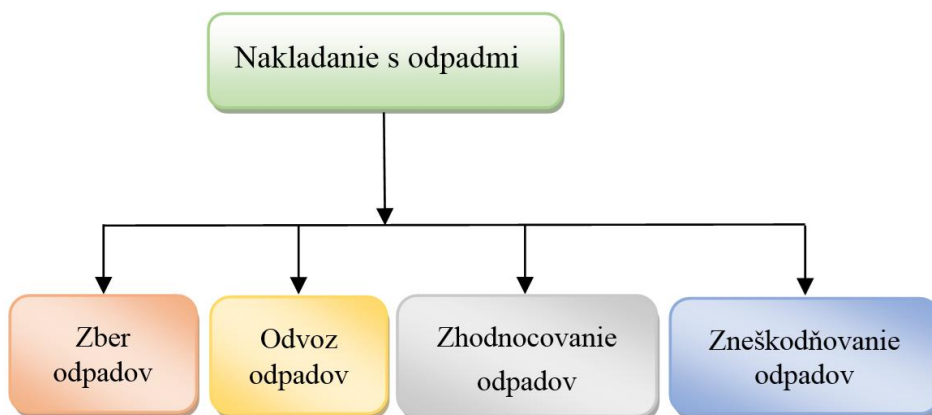 Nakladanie s odpadmi
Zber
odpadov
Odvoz
odpadov
Zhodnocovanie
odpadov
Zneškodňovanie
odpadov